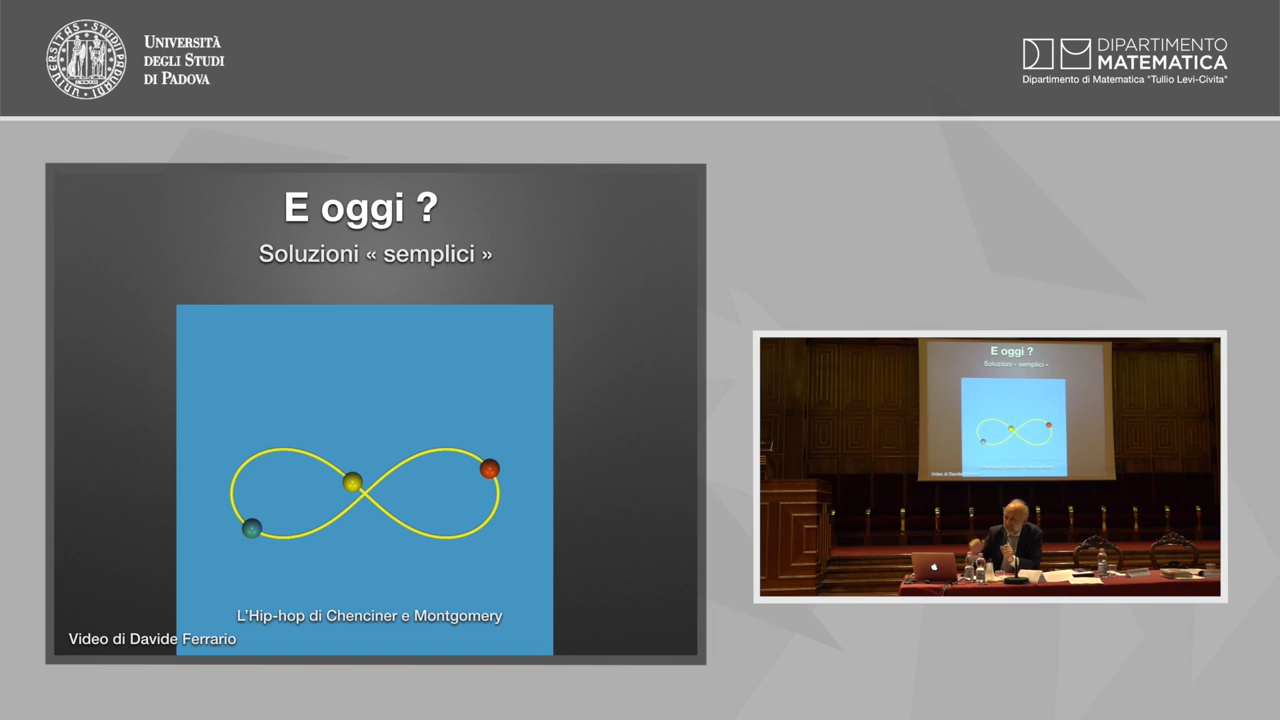 UNIVERSITÀ
DEGLI STUDI
DI PADOVA
DIPARTIMENTO
MATEMATICA
Dipartimento di Matematica "Tullio Levi-Civita"
E oggi ?
Soluzioni « semplici »
L'Hip-hop di Chenciner e Montgomery
Video di Davide Ferrario
E oggi ?
Soluzioni « semplici »